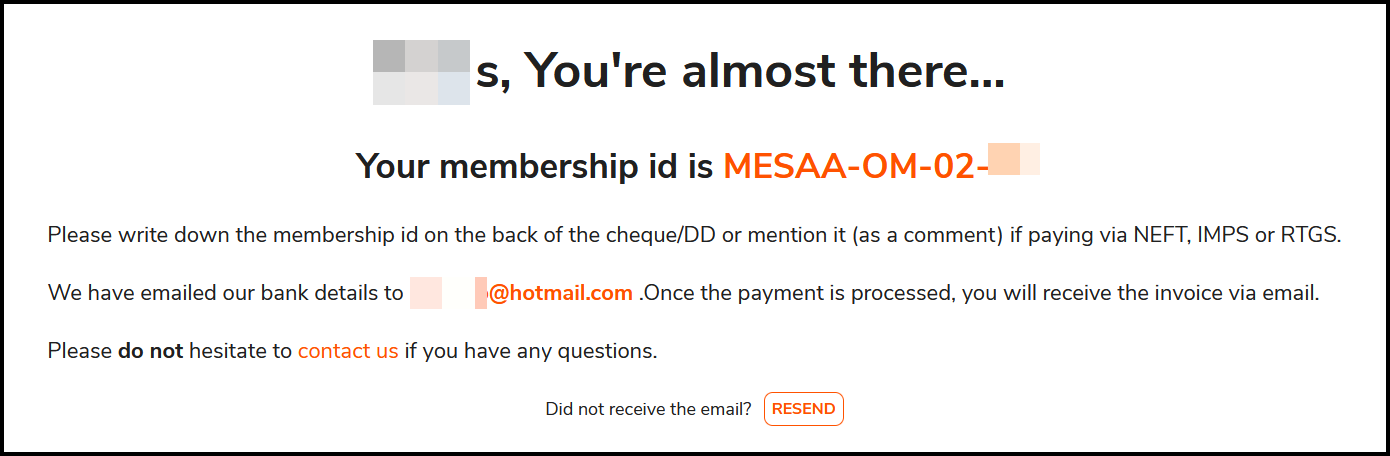 s, You're almost there...
Your membership id is MESAA-OM-02-
Please write down the membership id on the back of the cheque/DD or mention it (as a comment) if paying via NEFT, IMPS or RTGS.
We have emailed our bank details to @hotmail.com .Once the payment is processed, you will receive the invoice via email.
Please do not hesitate to contact us if you have any questions.
Did not receive the email? RESEND